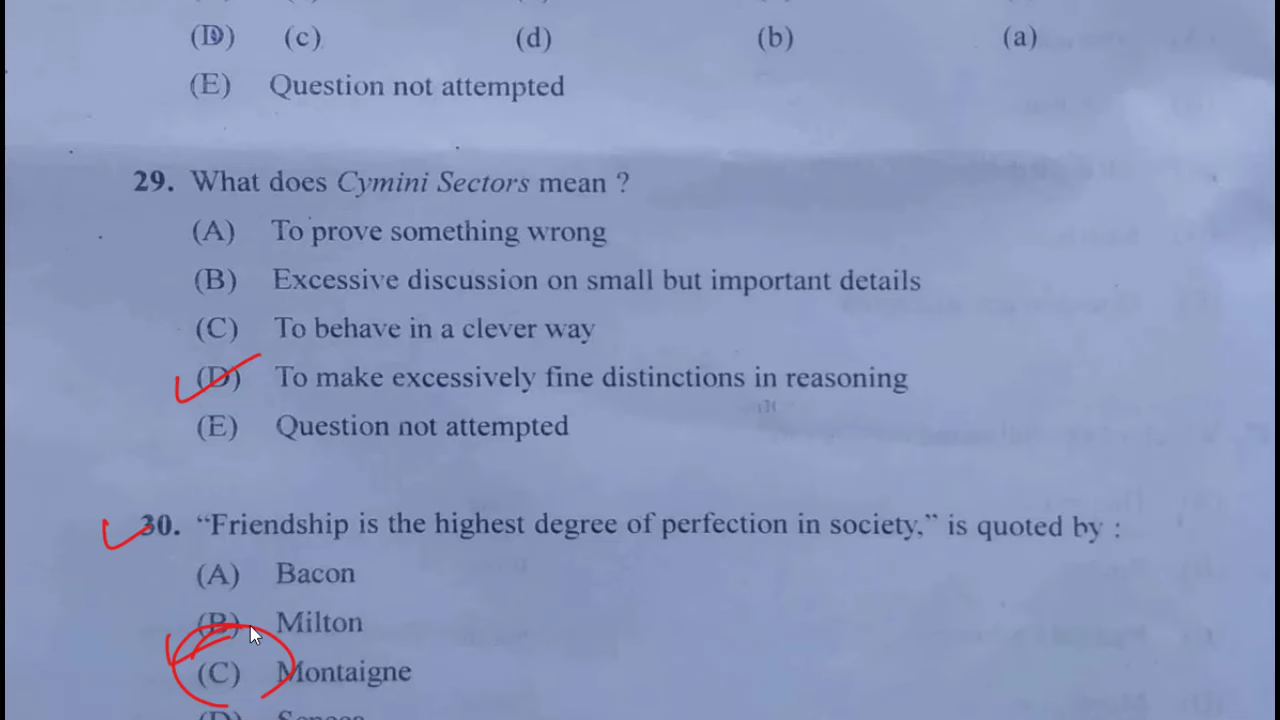 (D) (c) (d) (b) (a)
(E) Question not attempted
29. What does Cymini Sectors mean ?
(A) To prove something wrong
(B) Excessive discussion on small but important details
(C) To behave in a clever way
(D) To make excessively fine distinctions in reasoning
(E) Question not attempted
30. “Friendship is the highest degree of perfection in society,” is quoted by :
(A) Bacon
(B) Milton
(C) Montaigne